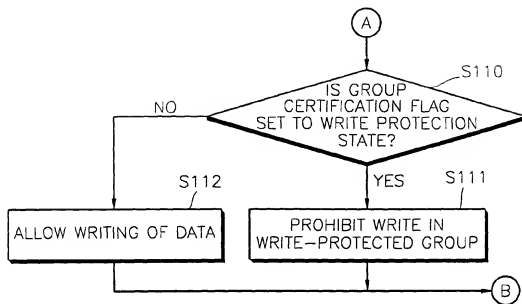 A
S110
IS GROUP
CERTIFICATION FLAG
SET TO WRITE PROTECTION
STATE?
NO
YES
S112
S111
ALLOW WRITING OF DATA
PROHIBIT WRITE IN
WRITE-PROTECTED GROUP
B